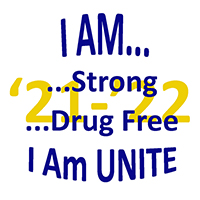 I AM...
...Strong
'21-'22
...Drug Free
I Am UNITE